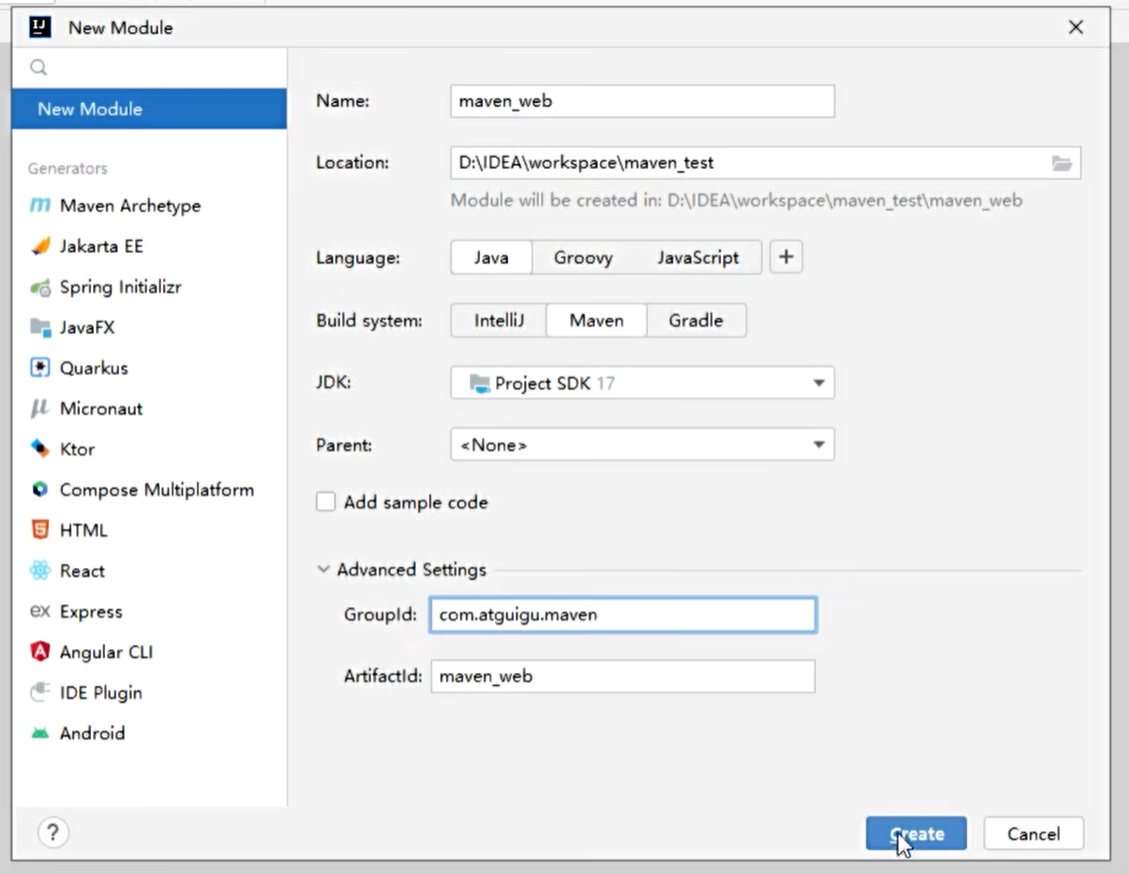 New Module
New Module
Generators
Maven Archetype
Jakarta EE
Spring Initializr
JavaFX
Quarkus
Micronaut
Ktor
Compose Multiplatform
HTML
React
Express
Angular CLI
IDE Plugin
Android
Name: maven_web
Location: D:\IDEA\workspace\maven_test
Module will be created in: D:\IDEA\workspace\maven_test\maven_web
Language: Java Groovy JavaScript +
Build system: IntelliJ Maven Gradle
JDK: Project SDK 17
Parent: <None>
Add sample code
Advanced Settings
GroupId: com.atguigu.maven
ArtifactId: maven_web
? Create Cancel